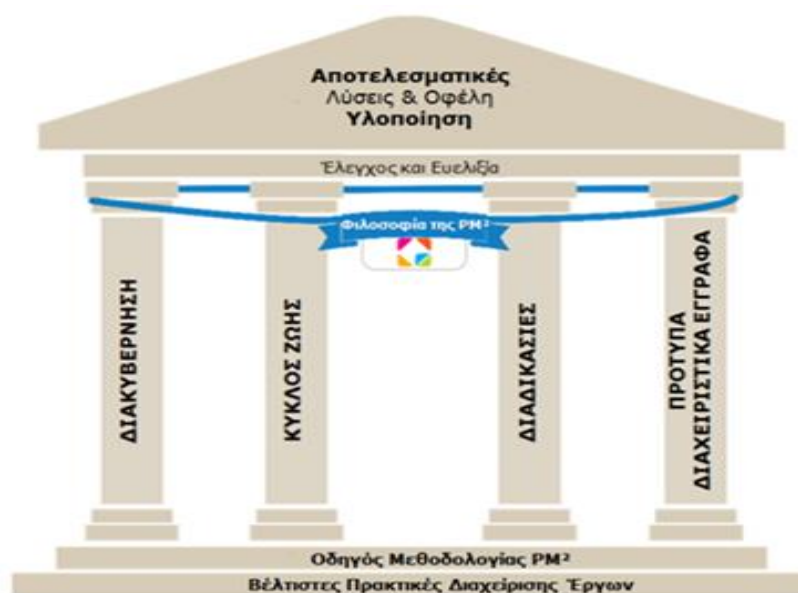 Αποτελεσματικές
Λύσεις & Οφέλη
Υλοποίηση
Έλεγχος και Ευελιξία
Φιλοσοφία της PM²
ΔΙΑΚΥΒΕΡΝΗΣΗ
ΚΥΚΛΟΣ ΖΩΗΣ
ΔΙΑΔΙΚΑΣΙΕΣ
ΠΡΟΤΥΠΑ
ΔΙΑΧΕΙΡΙΣΤΙΚΑ ΕΓΓΡΑΦΑ
Οδηγός Μεθοδολογίας PM²
Βέλτιστες Πρακτικές Διαχείρισης Έργων